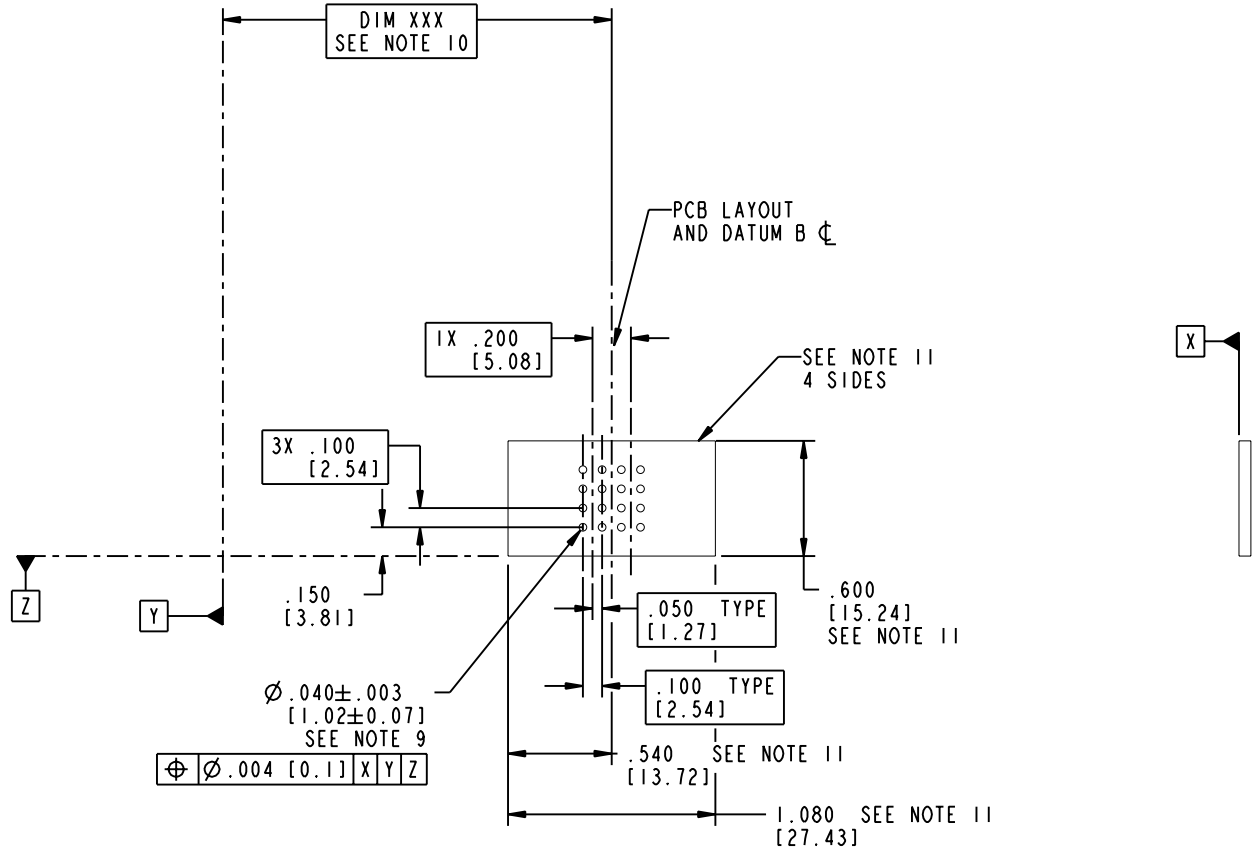 DIM XXX
SEE NOTE 10
PCB LAYOUT
AND DATUM B ℄
1X .200
[5.08]
SEE NOTE 11
4 SIDES
X
3X .100
[2.54]
Z
Y
.150
[3.81]
.050 TYPE
[1.27]
.600
[15.24]
SEE NOTE 11
Ø.040±.003
[1.02±0.07]
SEE NOTE 9
⌖ Ø.004 [0.1] X Y Z
.100 TYPE
[2.54]
.540 SEE NOTE 11
[13.72]
1.080 SEE NOTE 11
[27.43]